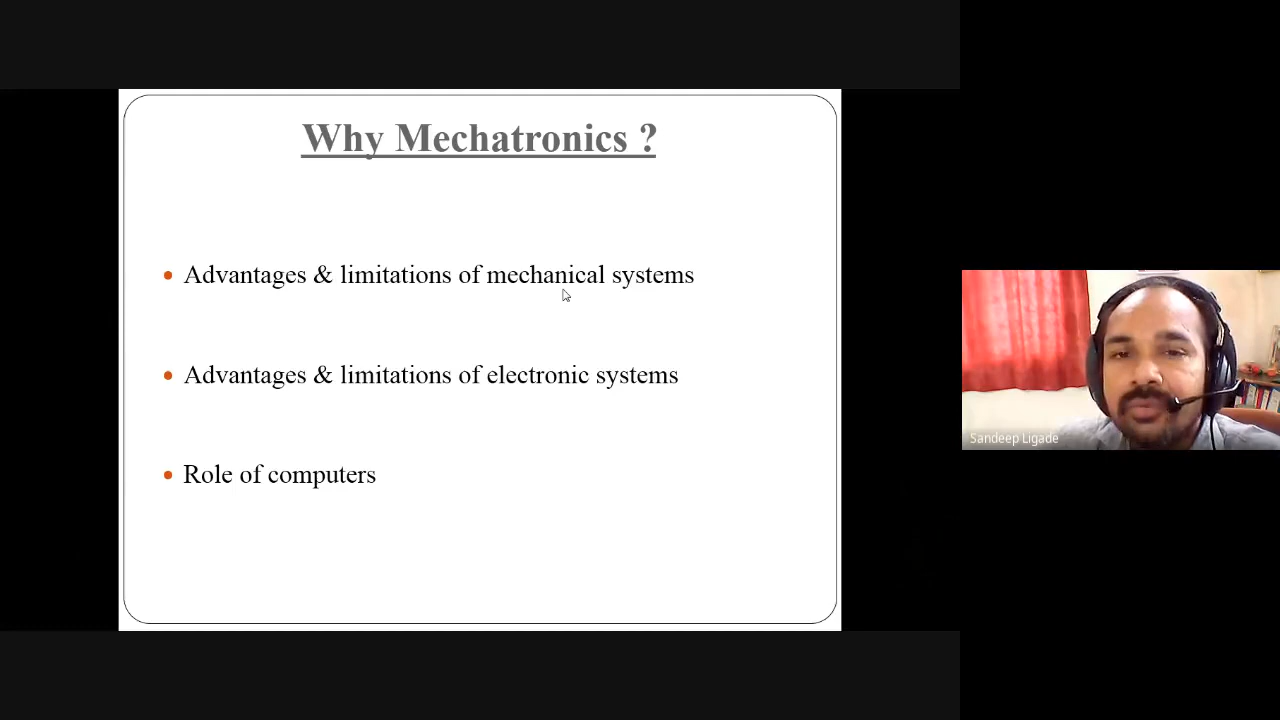 Why Mechatronics ?
Advantages & limitations of mechanical systems
Advantages & limitations of electronic systems
Role of computers
Sandeep Ligade